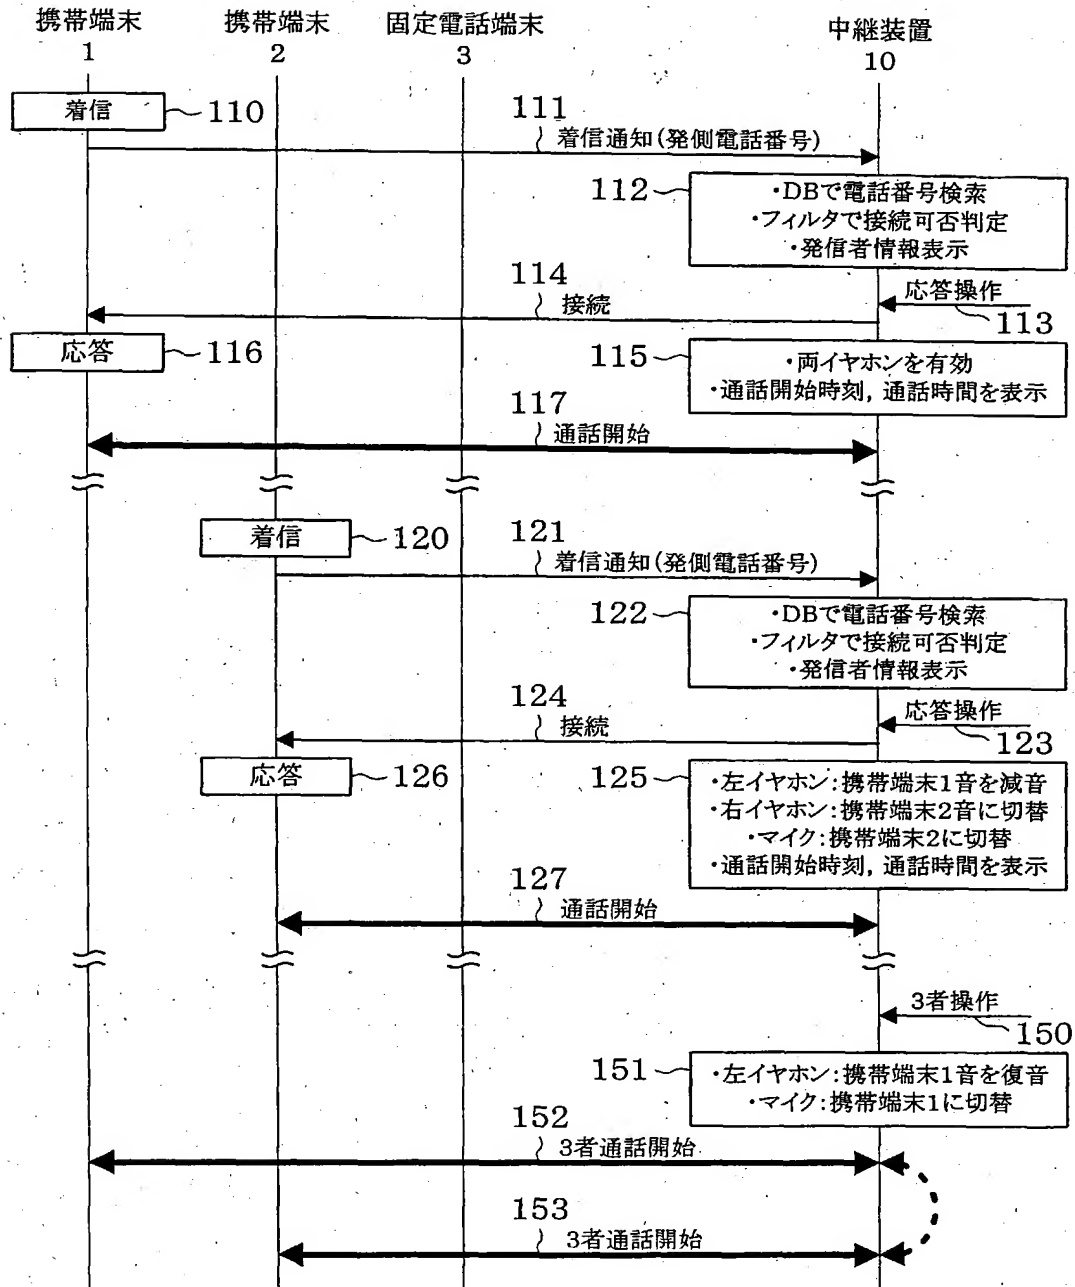 携帯端末
1
携帯端末
2
固定電話端末
3
中継装置
10
着信
110
111
着信通知(発側電話番号)
112
・DBで電話番号検索
・フィルタで接続可否判定
・発信者情報表示
応答操作
113
114
接続
応答
116
115
・両イヤホンを有効
・通話開始時刻, 通話時間を表示
117
通話開始
着信
120
121
着信通知(発側電話番号)
122
・DBで電話番号検索
・フィルタで接続可否判定
・発信者情報表示
応答操作
123
124
接続
応答
126
125
・左イヤホン:携帯端末1音を減音
・右イヤホン:携帯端末2音に切替
・マイク:携帯端末2に切替
・通話開始時刻, 通話時間を表示
127
通話開始
3者操作
150
151
・左イヤホン:携帯端末1音を復音
・マイク:携帯端末1に切替
152
3者通話開始
153
3者通話開始